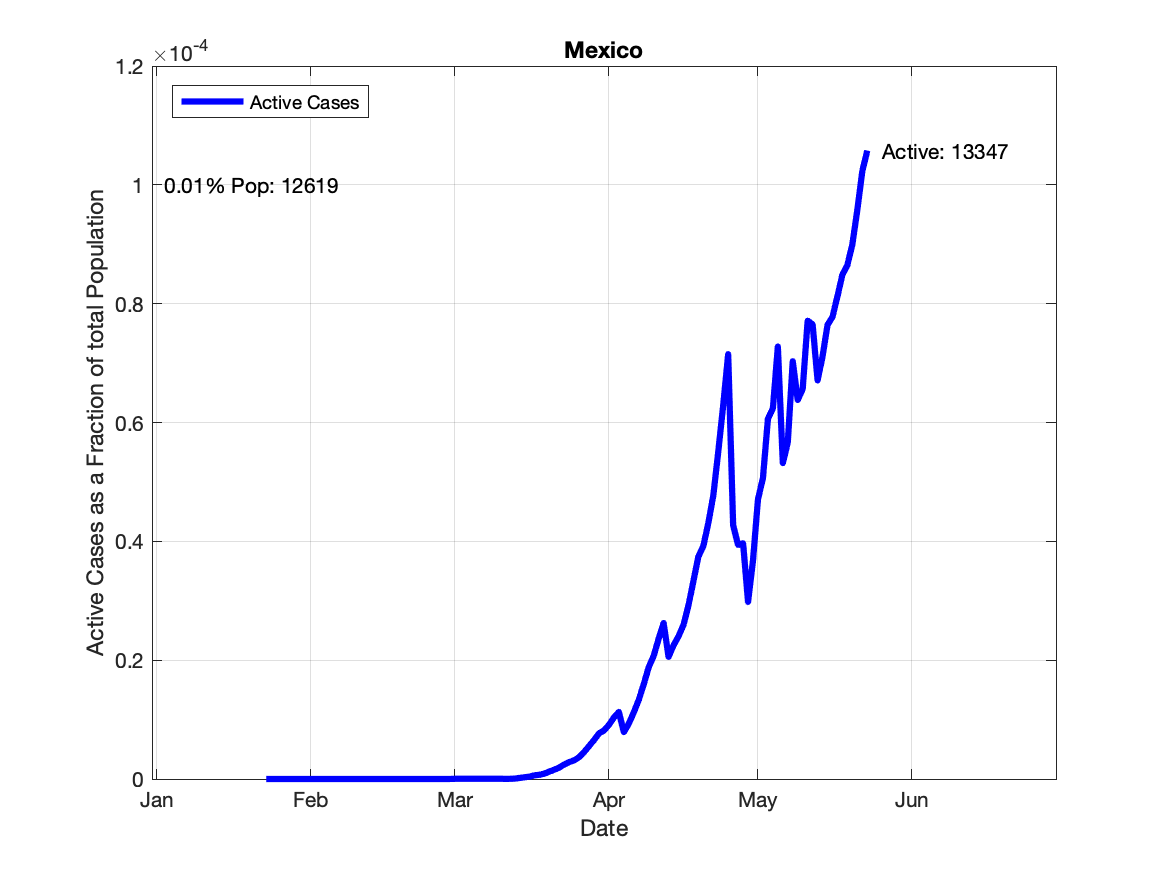 Mexico
×10-4
1.2
1
0.8
0.6
0.4
0.2
0
Active Cases as a Fraction of total Population
Active Cases
0.01% Pop: 12619
Active: 13347
Jan Feb Mar Apr May Jun
Date